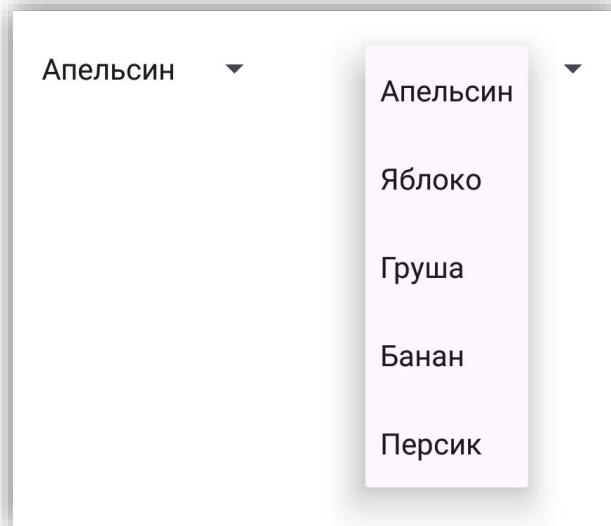 Апельсин
Апельсин
Яблоко
Груша
Банан
Персик